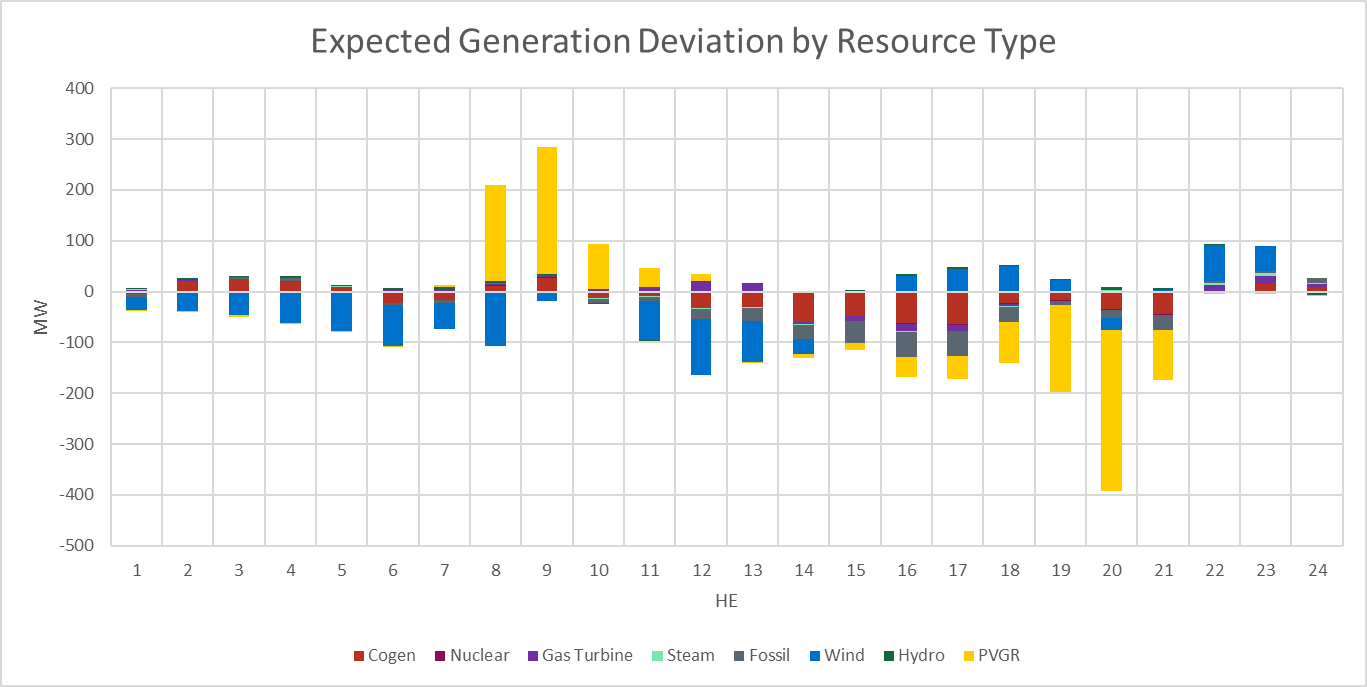 Expected Generation Deviation by Resource Type
400
300
200
100
0
-100
-200
-300
-400
-500
MW
1 2 3 4 5 6 7 8 9 10 11 12 13 14 15 16 17 18 19 20 21 22 23 24
HE
Cogen Nuclear Gas Turbine Steam Fossil Wind Hydro PVGR